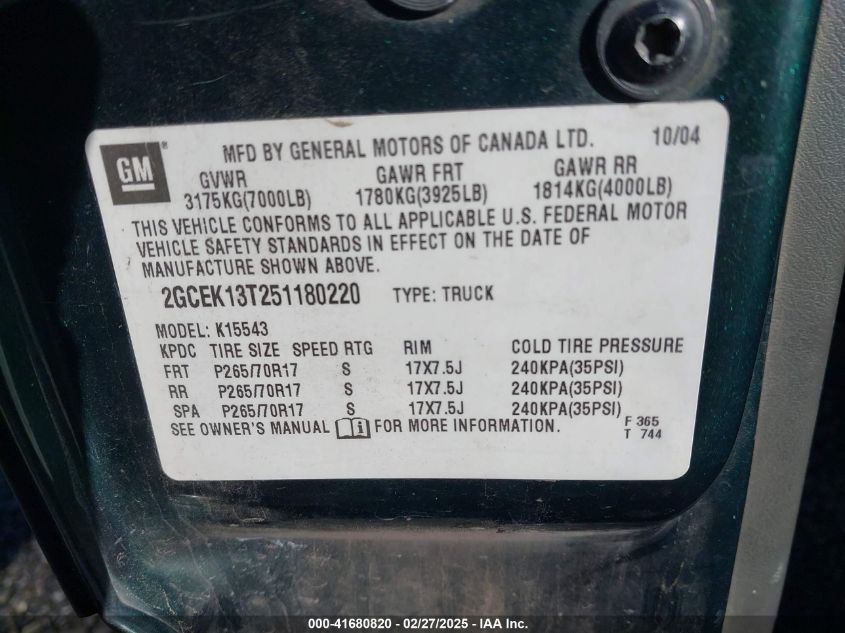 GM®
MFD BY GENERAL MOTORS OF CANADA LTD. 10/04
GVWR GAWR FRT GAWR RR
3175KG(7000LB) 1780KG(3925LB) 1814KG(4000LB)
THIS VEHICLE CONFORMS TO ALL APPLICABLE U.S. FEDERAL MOTOR
VEHICLE SAFETY STANDARDS IN EFFECT ON THE DATE OF
MANUFACTURE SHOWN ABOVE.
2GCEK13T251180220 TYPE: TRUCK
MODEL: K15543
KPDC TIRE SIZE SPEED RTG RIM COLD TIRE PRESSURE
FRT P265/70R17 S 17X7.5J 240KPA(35PSI)
RR P265/70R17 S 17X7.5J 240KPA(35PSI)
SPA P265/70R17 S 17X7.5J 240KPA(35PSI)
SEE OWNER'S MANUAL FOR MORE INFORMATION.
F 365
T 744
000-41680820 - 02/27/2025 - IAA Inc.